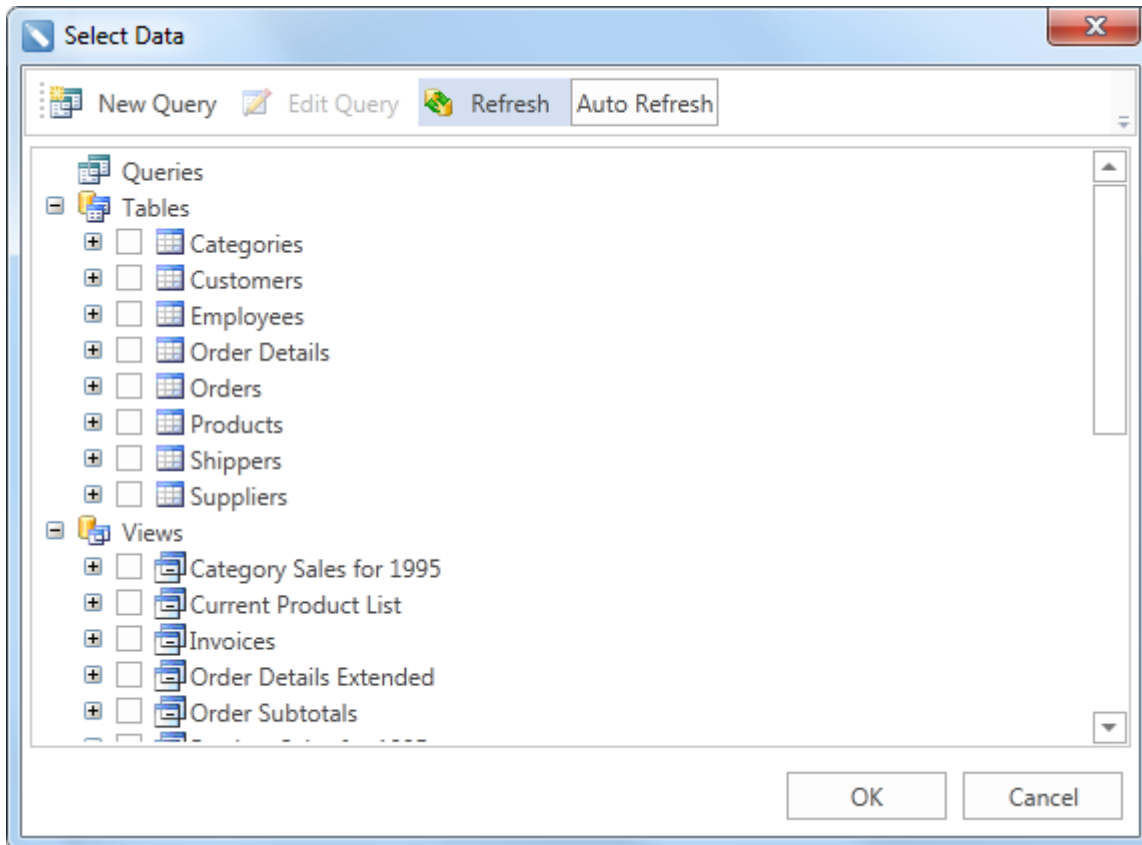 Select Data
New Query Edit Query Refresh Auto Refresh
Queries
Tables
Categories
Customers
Employees
Order Details
Orders
Products
Shippers
Suppliers
Views
Category Sales for 1995
Current Product List
Invoices
Order Details Extended
Order Subtotals
OK Cancel